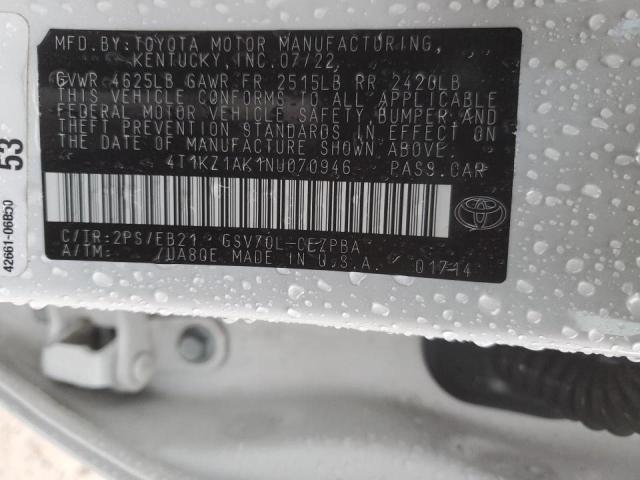 MFD.BY: TOYOTA MOTOR MANUFACTURING,
KENTUCKY, INC. 07/22
GVWR 4625LB GAWR FR 2515LB RR 2420LB
THIS VEHICLE CONFORMS TO ALL APPLICABLE
FEDERAL MOTOR VEHICLE SAFETY, BUMPER AND
THEFT PREVENTION STANDARDS IN EFFECT ON
THE DATE OF MANUFACTURE SHOWN ABOVE.
4T1KZ1AK1NU070946 PASS.CAR
C/TR: 2PS/EB21 GSV70L-CEZPBA
A/TM: /UA8QE MADE IN U.S.A. 01714
TOYOTA
53
42661-06B50